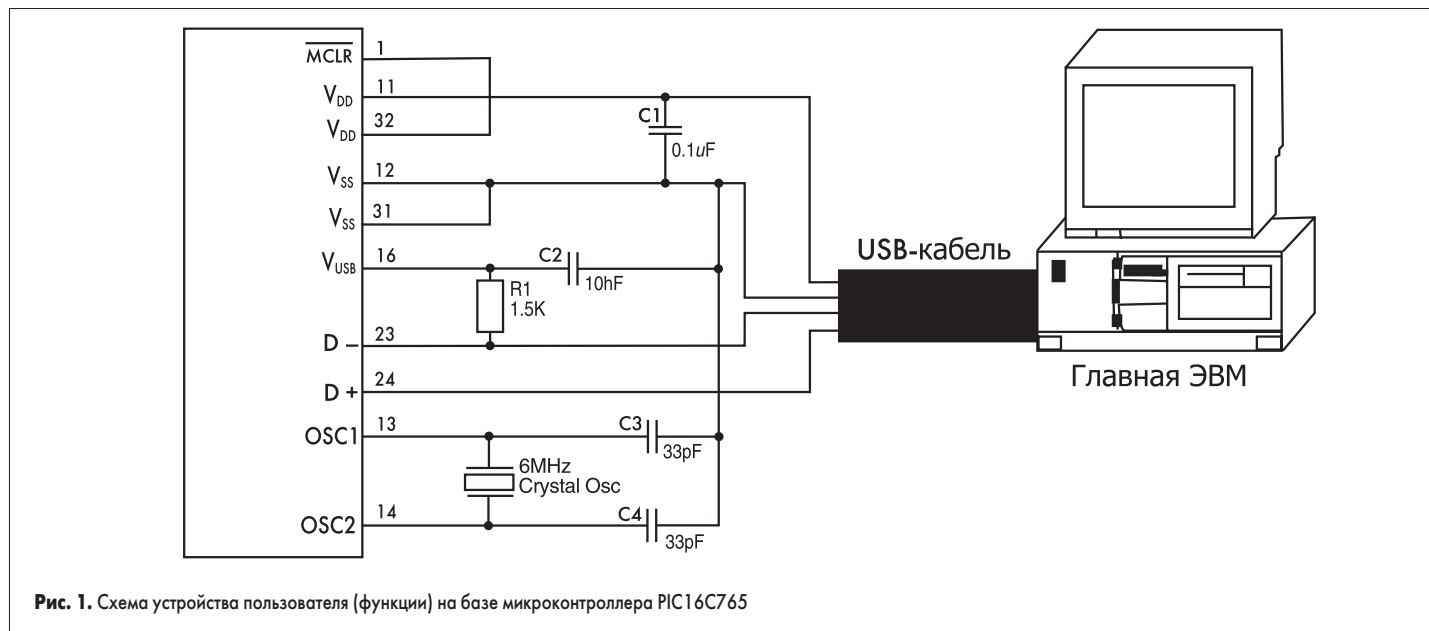 MCLR 1
VDD 11
VDD 32
VSS 12
VSS 31
VUSB 16
D – 23
D + 24
OSC1 13
OSC2 14
C1
0.1uF
C2
10hF
R1
1.5K
C3
33pF
6MHz
Crystal Osc
C4
33pF
USB-кабель
Главная ЭВМ
Рис. 1. Схема устройства пользователя (функции) на базе микроконтроллера PIC16C765